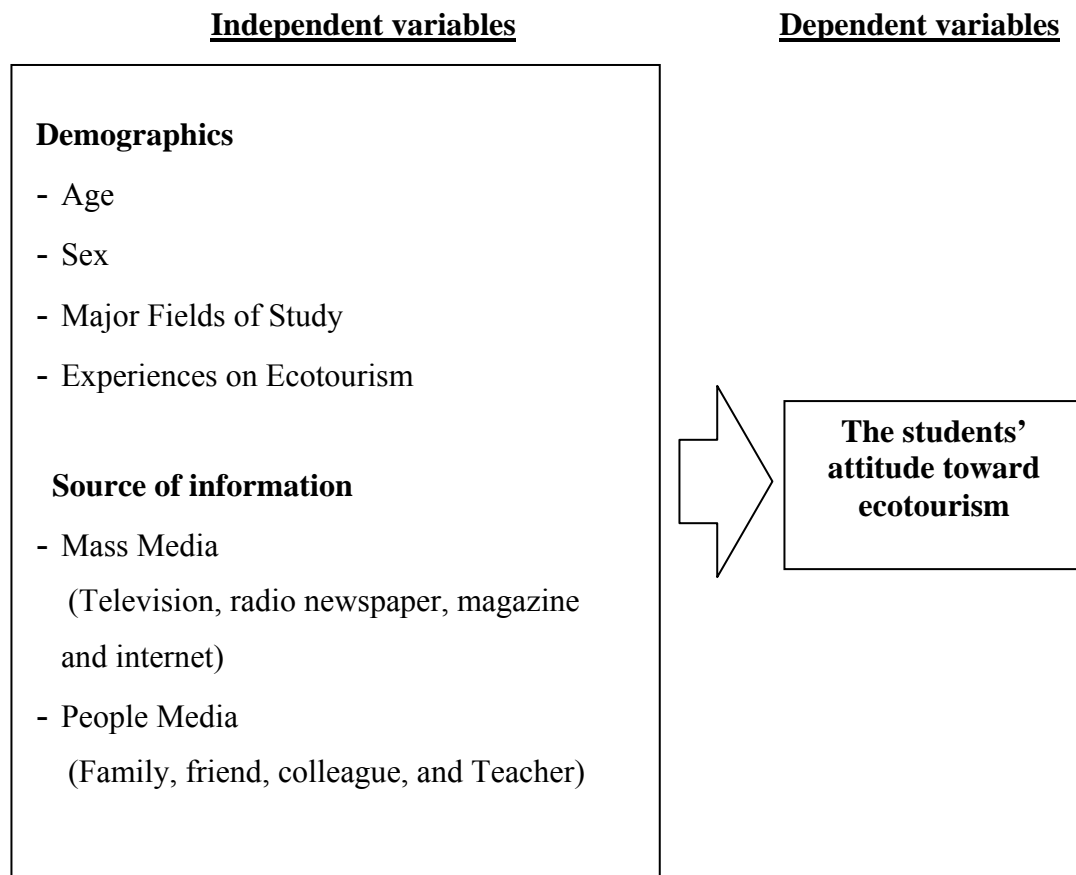 Independent variables
Dependent variables
Demographics
- Age
- Sex
- Major Fields of Study
- Experiences on Ecotourism
Source of information
- Mass Media
(Television, radio newspaper, magazine
and internet)
- People Media
(Family, friend, colleague, and Teacher)
The students’
attitude toward
ecotourism